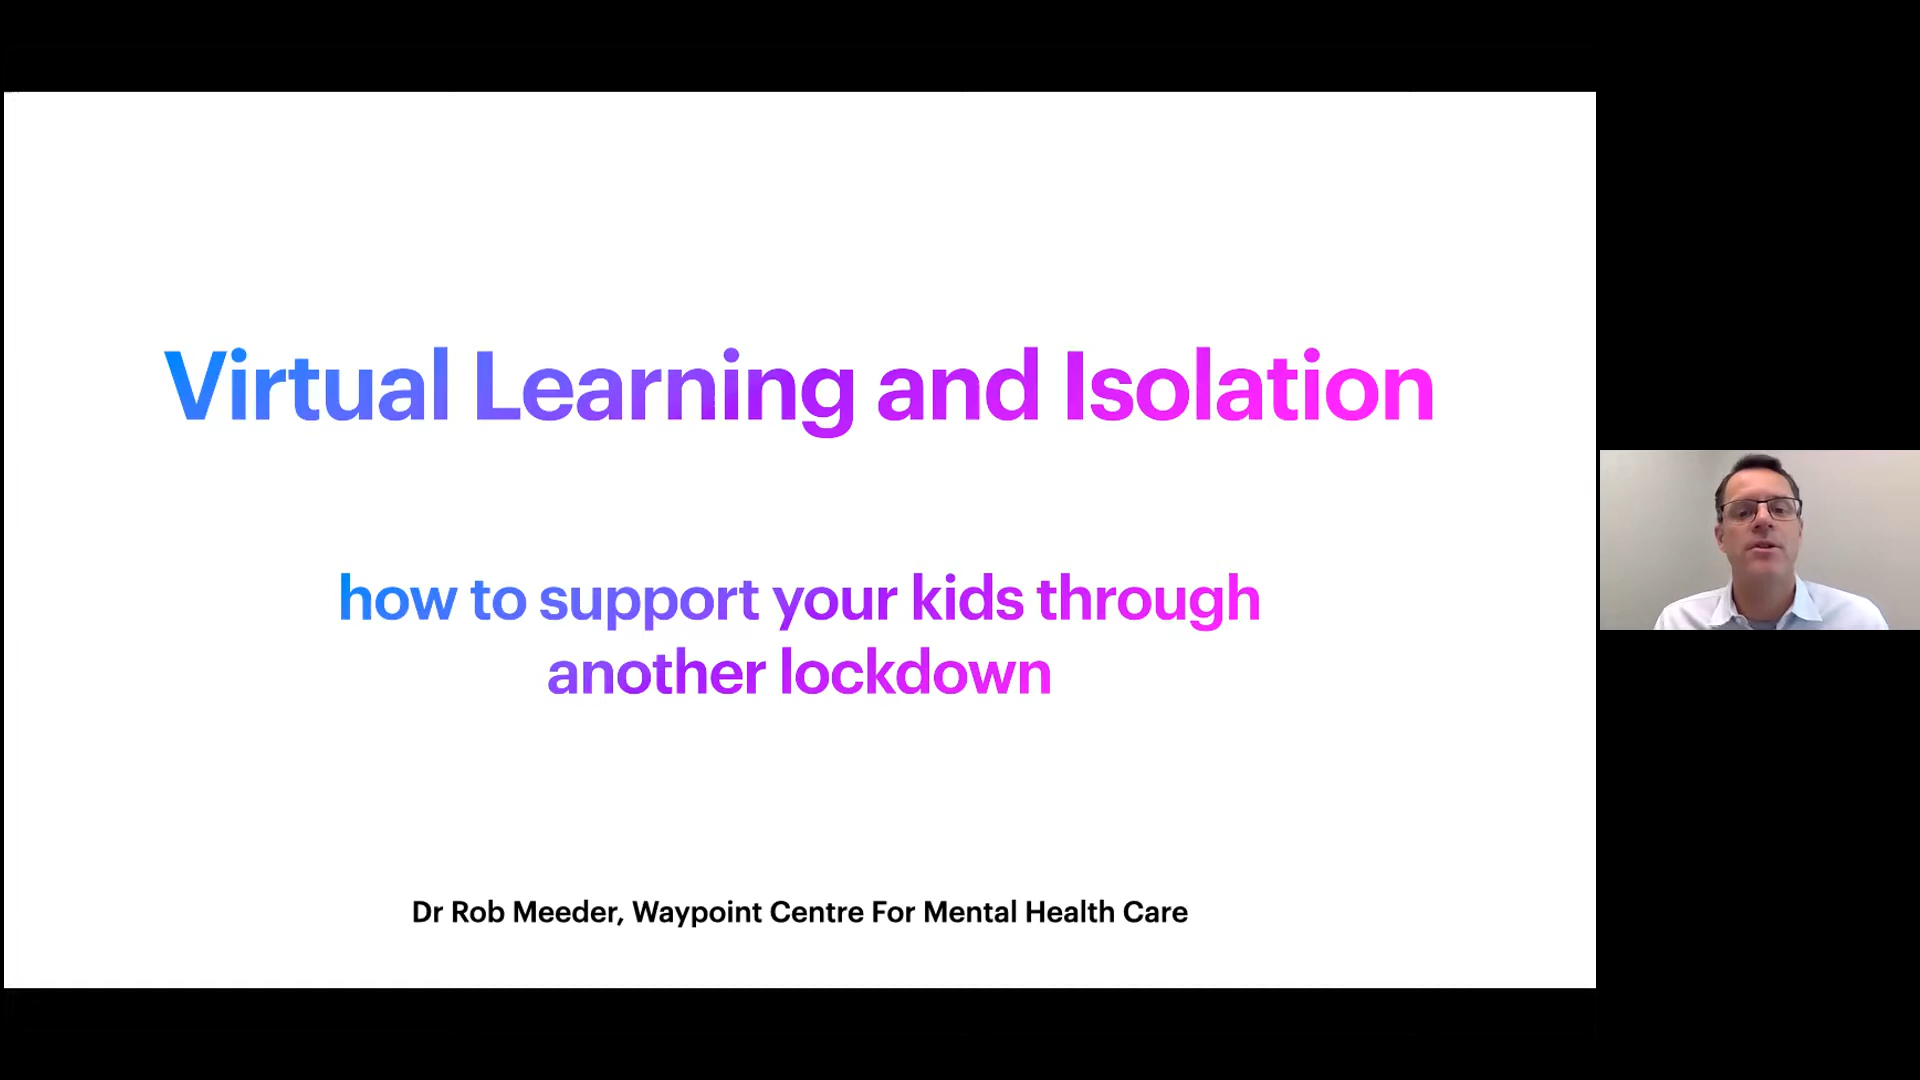 Virtual Learning and Isolation
how to support your kids through
another lockdown
Dr Rob Meeder, Waypoint Centre For Mental Health Care